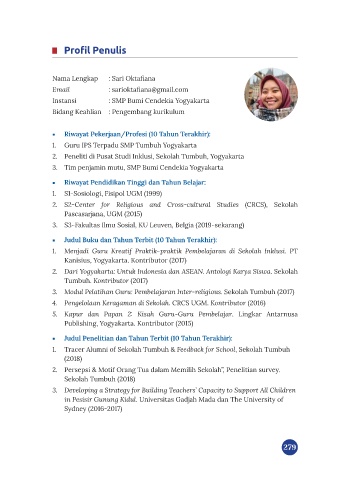 Profil Penulis
Nama Lengkap : Sari Oktafiana
Email : sarioktafiana@gmail.com
Instansi : SMP Bumi Cendekia Yogyakarta
Bidang Keahlian : Pengembang kurikulum
• Riwayat Pekerjaan/Profesi (10 Tahun Terakhir):
1. Guru IPS Terpadu SMP Tumbuh Yogyakarta
2. Peneliti di Pusat Studi Inklusi, Sekolah Tumbuh, Yogyakarta
3. Tim penjamin mutu, SMP Bumi Cendekia Yogyakarta
• Riwayat Pendidikan Tinggi dan Tahun Belajar:
1. S1-Sosiologi, Fisipol UGM (1999)
2. S2-Center for Religious and Cross-cultural Studies (CRCS), Sekolah
Pascasarjana, UGM (2015)
3. S3-Fakultas Ilmu Sosial, KU Leuven, Belgia (2019-sekarang)
• Judul Buku dan Tahun Terbit (10 Tahun Terakhir):
1. Menjadi Guru Kreatif Praktik-praktik Pembelajaran di Sekolah Inklusi. PT
Kanisius, Yogyakarta. Kontributor (2017)
2. Dari Yogyakarta: Untuk Indonesia dan ASEAN. Antologi Karya Siswa. Sekolah
Tumbuh. Kontributor (2017)
3. Modul Pelatihan Guru: Pembelajaran Inter-religious. Sekolah Tumbuh (2017)
4. Pengelolaan Keragaman di Sekolah. CRCS UGM. Kontributor (2016)
5. Kapur dan Papan 2: Kisah Guru-Guru Pembelajar. Lingkar Antarnusa
Publishing, Yogyakarta. Kontributor (2015)
• Judul Penelitian dan Tahun Terbit (10 Tahun Terakhir):
1. Tracer Alumni of Sekolah Tumbuh & Feedback for School, Sekolah Tumbuh
(2018)
2. Persepsi & Motif Orang Tua dalam Memilih Sekolah”, Penelitian survey.
Sekolah Tumbuh (2018)
3. Developing a Strategy for Building Teachers' Capacity to Support All Children
in Pesisir Gunung Kidul. Universitas Gadjah Mada dan The University of
Sydney (2016-2017)
279